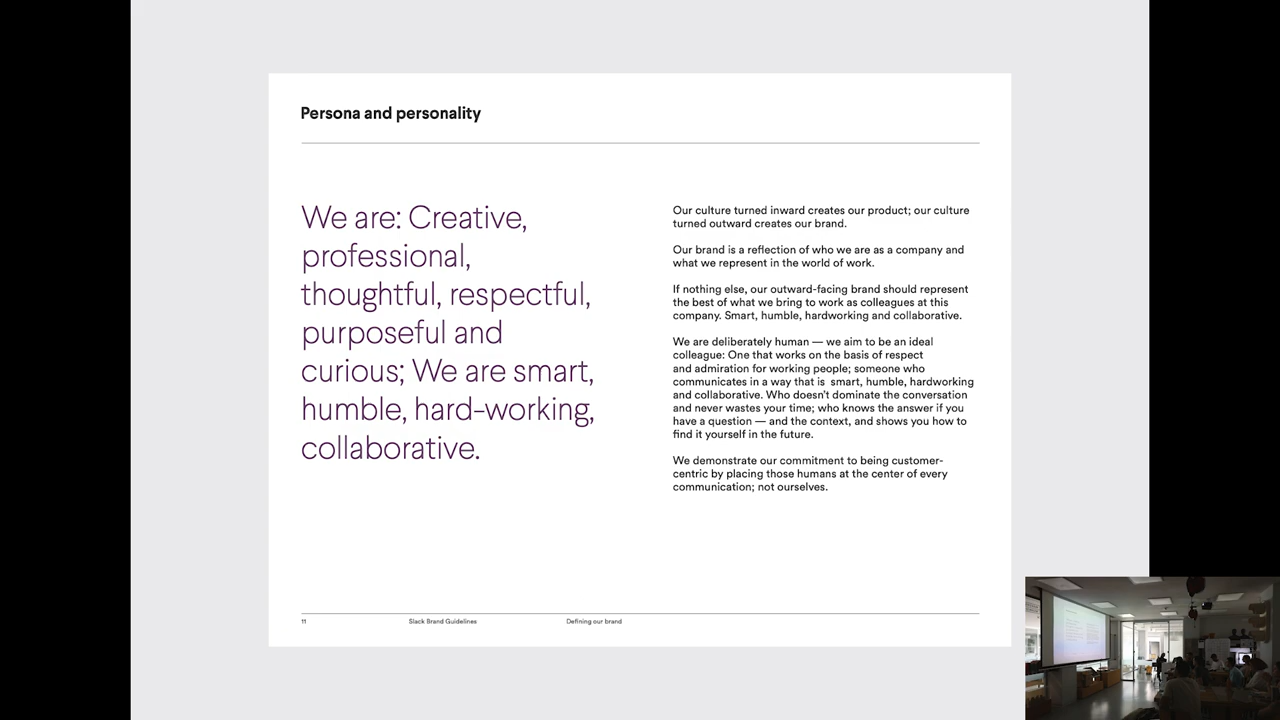 Persona and personality
We are: Creative,
professional,
thoughtful, respectful,
purposeful and
curious; We are smart,
humble, hard-working,
collaborative.
Our culture turned inward creates our product; our culture
turned outward creates our brand.
Our brand is a reflection of who we are as a company and
what we represent in the world of work.
If nothing else, our outward-facing brand should represent
the best of what we bring to work as colleagues at this
company. Smart, humble, hardworking and collaborative.
We are deliberately human — we aim to be an ideal
colleague: One that works on the basis of respect
and admiration for working people; someone who
communicates in a way that is  smart, humble, hardworking
and collaborative. Who doesn't dominate the conversation
and never wastes your time; who knows the answer if you
have a question — and the context, and shows you how to
find it yourself in the future.
We demonstrate our commitment to being customer-
centric by placing those humans at the center of every
communication; not ourselves.
11 Slack Brand Guidelines Defining our brand